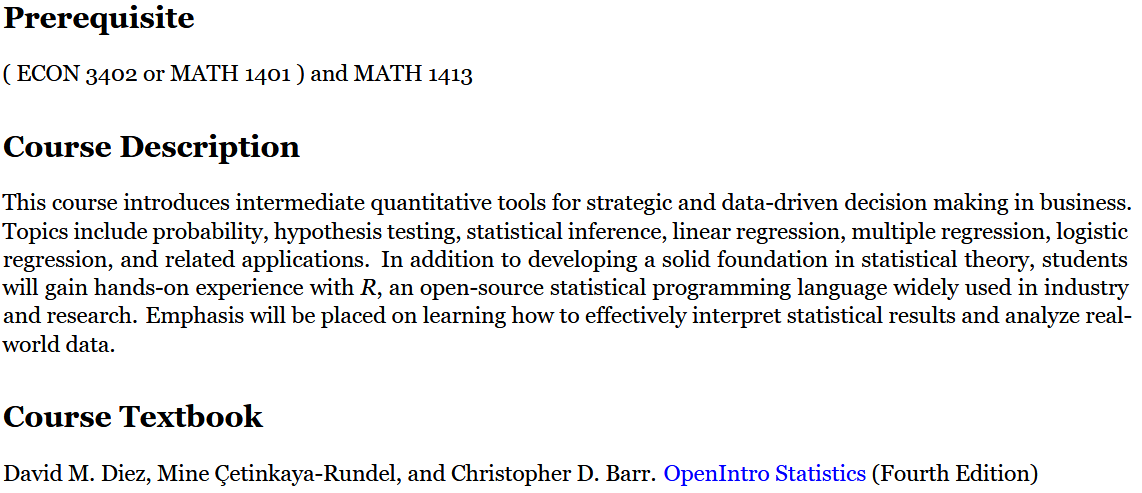 Prerequisite
( ECON 3402 or MATH 1401 ) and MATH 1413
Course Description
This course introduces intermediate quantitative tools for strategic and data-driven decision making in business.
Topics include probability, hypothesis testing, statistical inference, linear regression, multiple regression, logistic
regression, and related applications. In addition to developing a solid foundation in statistical theory, students
will gain hands-on experience with R, an open-source statistical programming language widely used in industry
and research. Emphasis will be placed on learning how to effectively interpret statistical results and analyze real-
world data.
Course Textbook
David M. Diez, Mine Çetinkaya-Rundel, and Christopher D. Barr. OpenIntro Statistics (Fourth Edition)